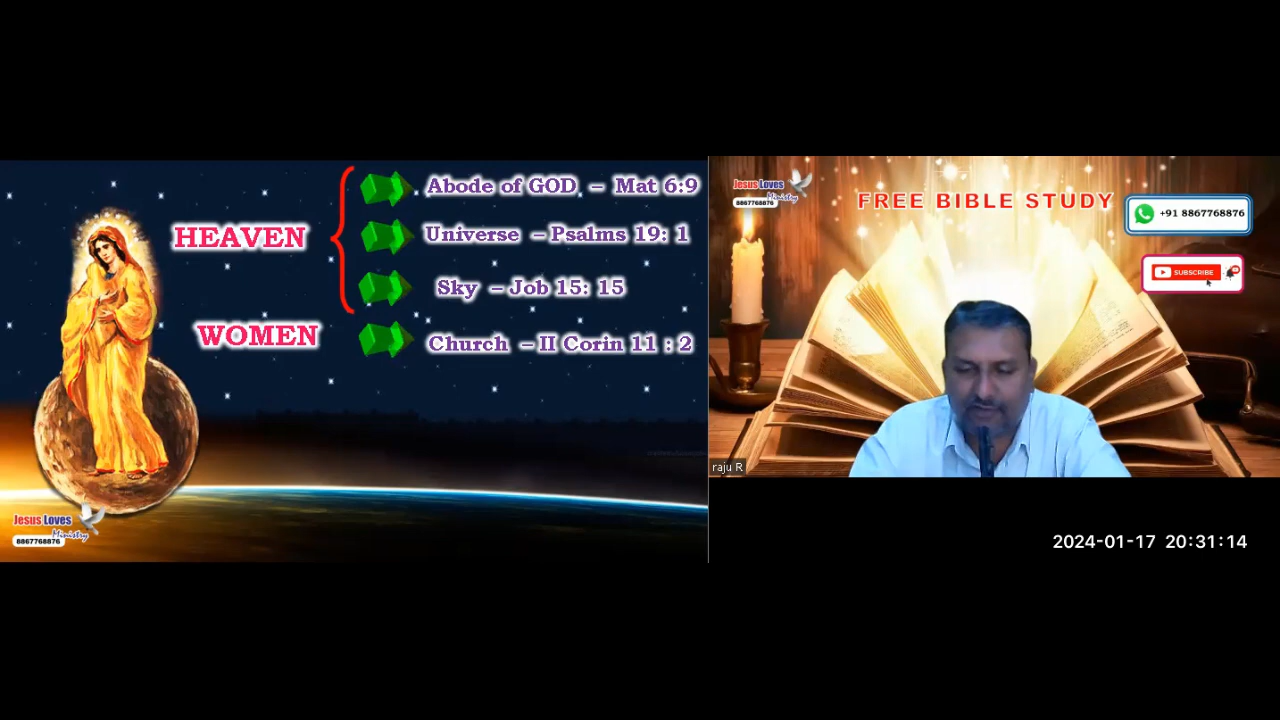 Abode of GOD. – Mat 6:9
HEAVEN
Universe – Psalms 19: 1
Sky – Job 15: 15
WOMEN
Church – II Corin 11 : 2
Jesus Loves
Ministry
8867768876
Jesus Loves
Ministry
8867768876
FREE BIBLE STUDY
+91 8867768876
SUBSCRIBE
raju R
2024-01-17 20:31:14